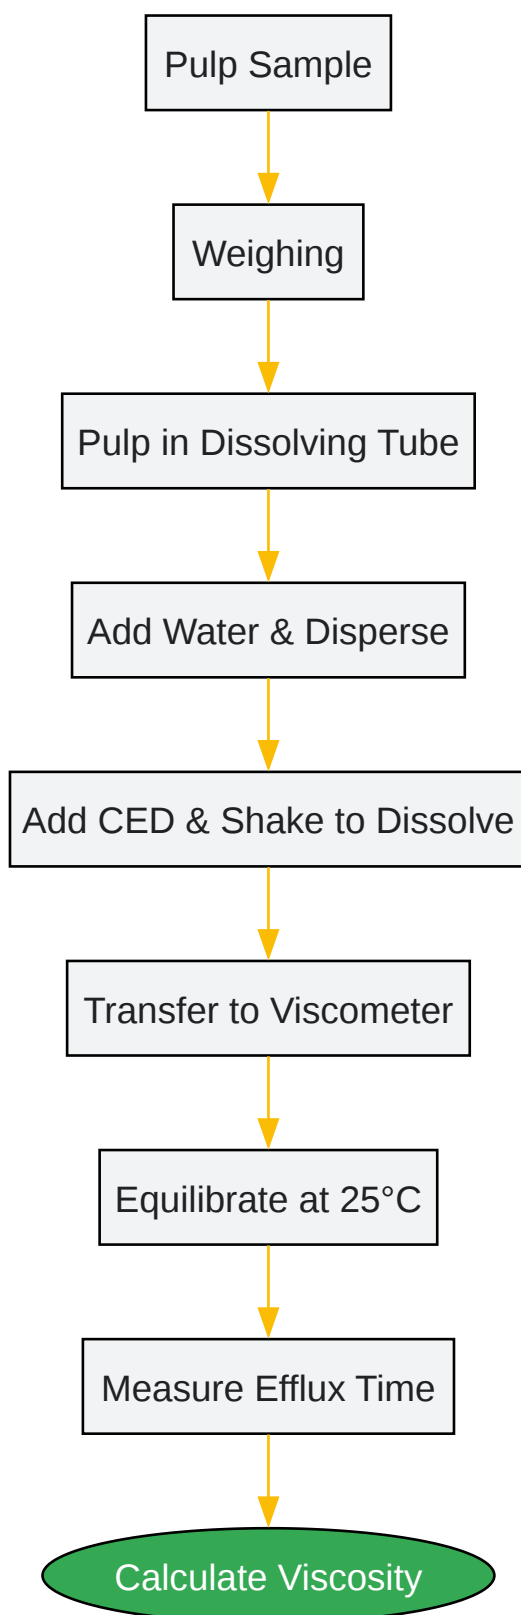 Pulp Sample
Weighing
Pulp in Dissolving Tube
Add Water & Disperse
Add CED & Shake to Dissolve
Transfer to Viscometer
Equilibrate at 25°C
Measure Efflux Time
Calculate Viscosity